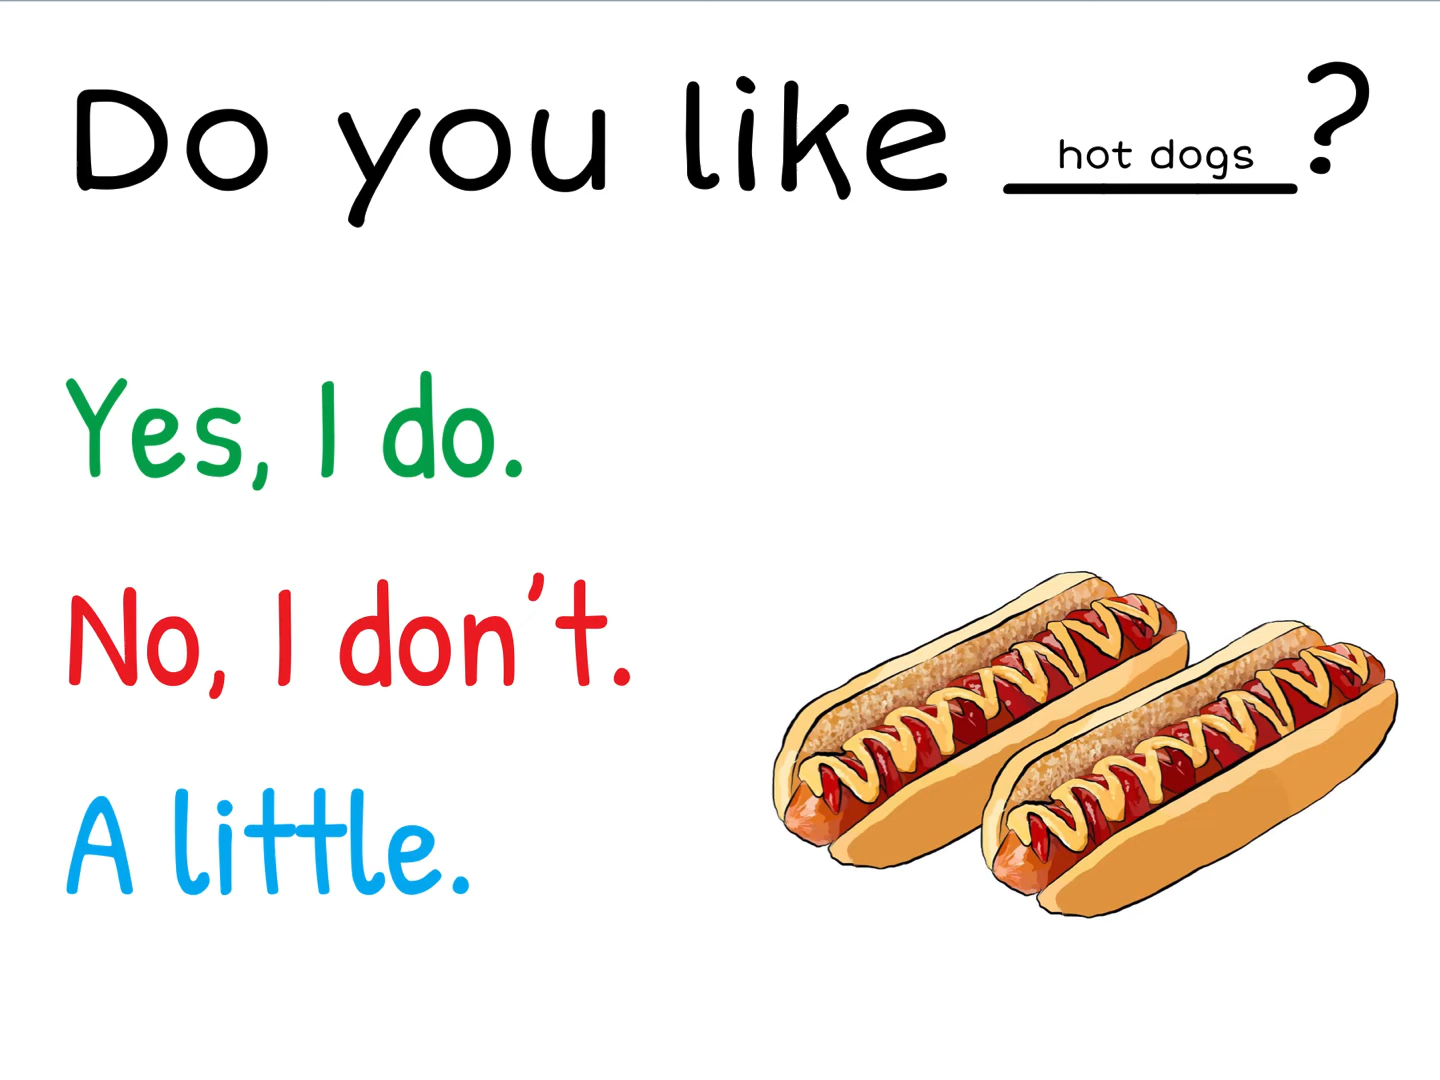 Do you like hot dogs?
Yes, I do.
No, I don't.
A little.